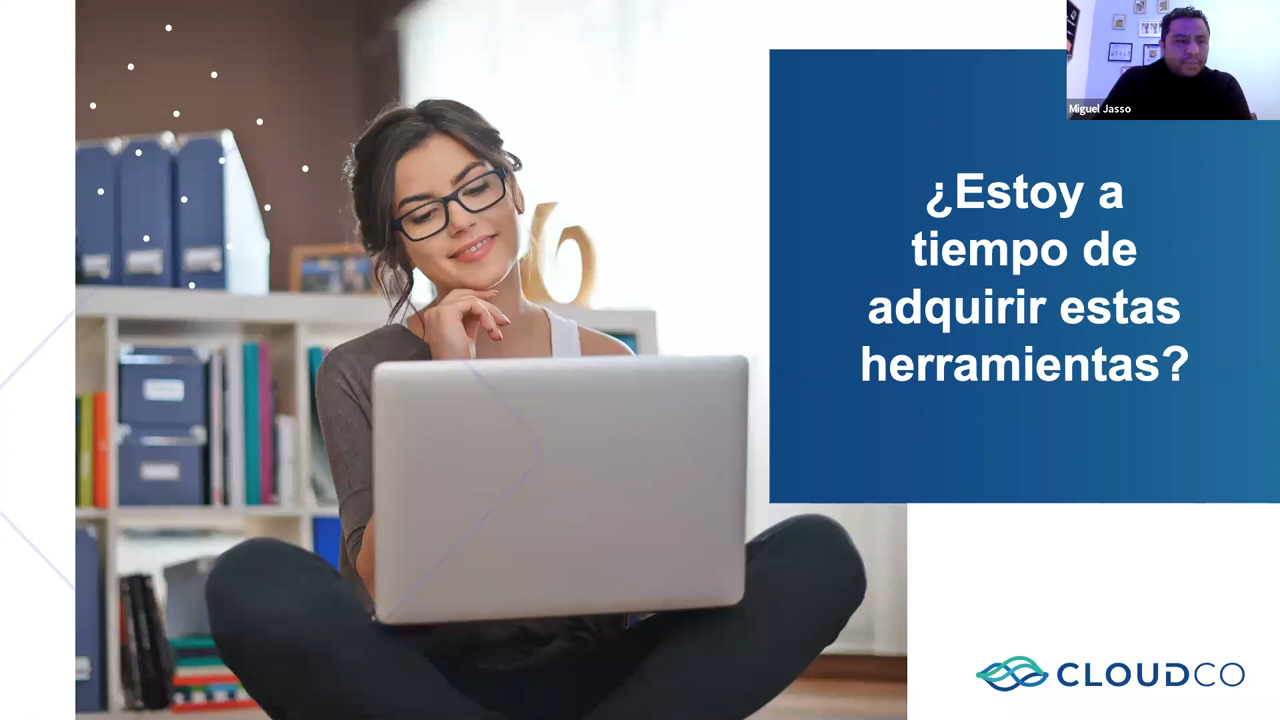 Miguel Jasso
¿Estoy a
tiempo de
adquirir estas
herramientas?
CLOUDCO